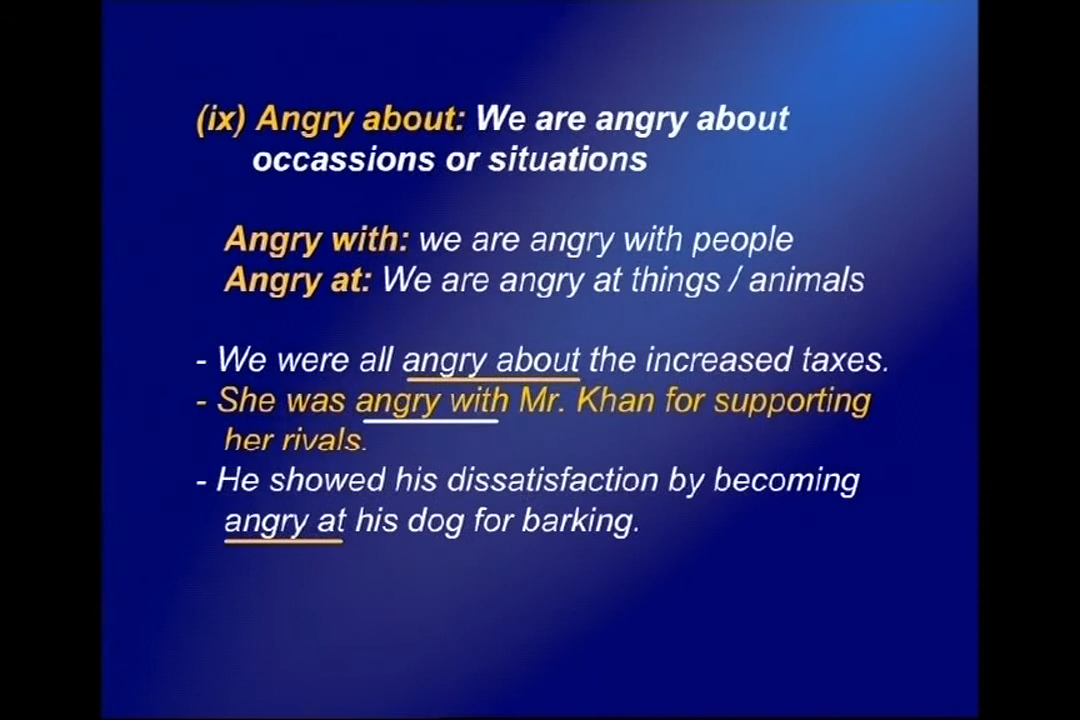 (ix) Angry about: We are angry about
occassions or situations
Angry with: we are angry with people
Angry at: We are angry at things / animals
- We were all angry about the increased taxes.
- She was angry with Mr. Khan for supporting
her rivals.
- He showed his dissatisfaction by becoming
angry at his dog for barking.